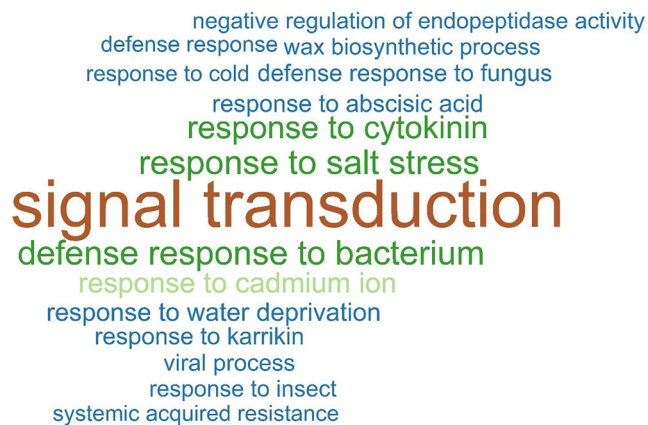 negative regulation of endopeptidase activity
defense response wax biosynthetic process
response to cold defense response to fungus
response to abscisic acid
response to cytokinin
response to salt stress
signal transduction
defense response to bacterium
response to cadmium ion
response to water deprivation
response to karrikin
viral process
response to insect
systemic acquired resistance